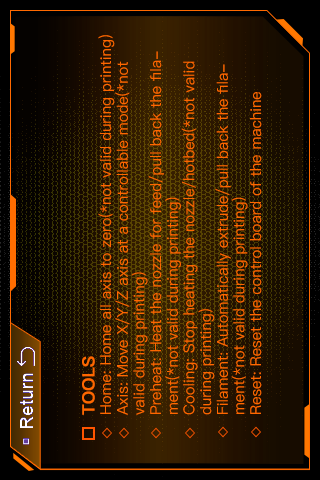 Return
TOOLS
Home: Home all axis to zero(*not valid during printing)
Axis: Move X/Y/Z axis at a controllable mode(*not
valid during printing)
Preheat: Heat the nozzle for feed/pull back the fila-
ment(*not valid during printing)
Cooling: Stop heating the nozzle/hotbed(*not valid
during printing)
Filament: Automatically extrude/pull back the fila-
ment(*not valid during printing)
Reset: Reset the control board of the machine